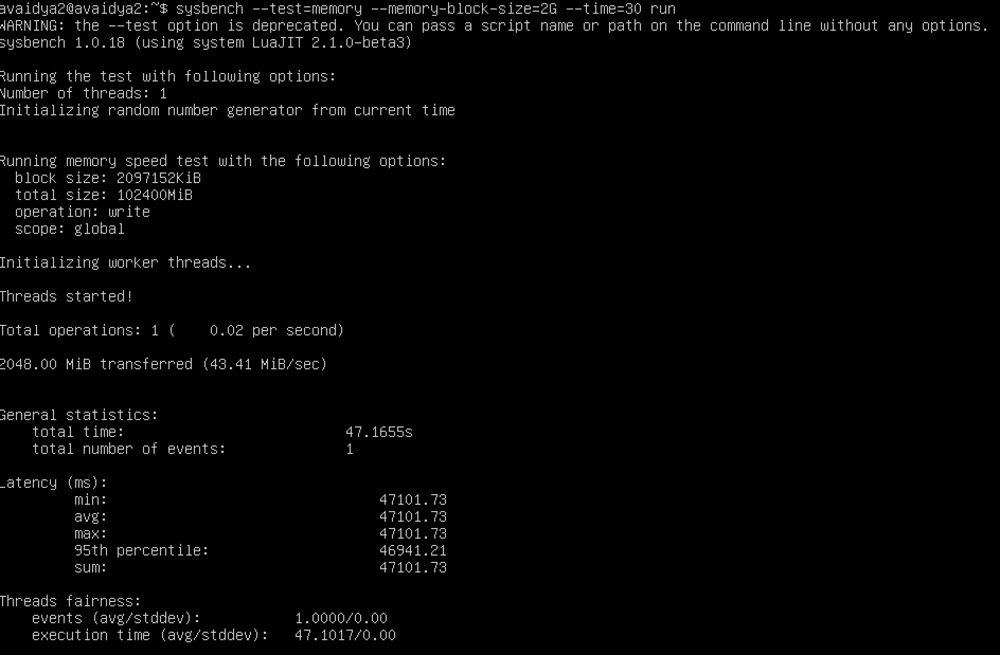 avaidya2@avaidya2:~$ sysbench --test=memory --memory-block-size=2G --time=30 run
WARNING: the --test option is deprecated. You can pass a script name or path on the command line without any options.
sysbench 1.0.18 (using system LuaJIT 2.1.0-beta3)
Running the test with following options:
Number of threads: 1
Initializing random number generator from current time
Running memory speed test with the following options:
block size: 2097152KiB
total size: 102400MiB
operation: write
scope: global
Initializing worker threads...
Threads started!
Total operations: 1 (    0.02 per second)
2048.00 MiB transferred (43.41 MiB/sec)
General statistics:
total time: 47.1655s
total number of events: 1
Latency (ms):
min: 47101.73
avg: 47101.73
max: 47101.73
95th percentile: 46941.21
sum: 47101.73
Threads fairness:
events (avg/stddev): 1.0000/0.00
execution time (avg/stddev): 47.1017/0.00